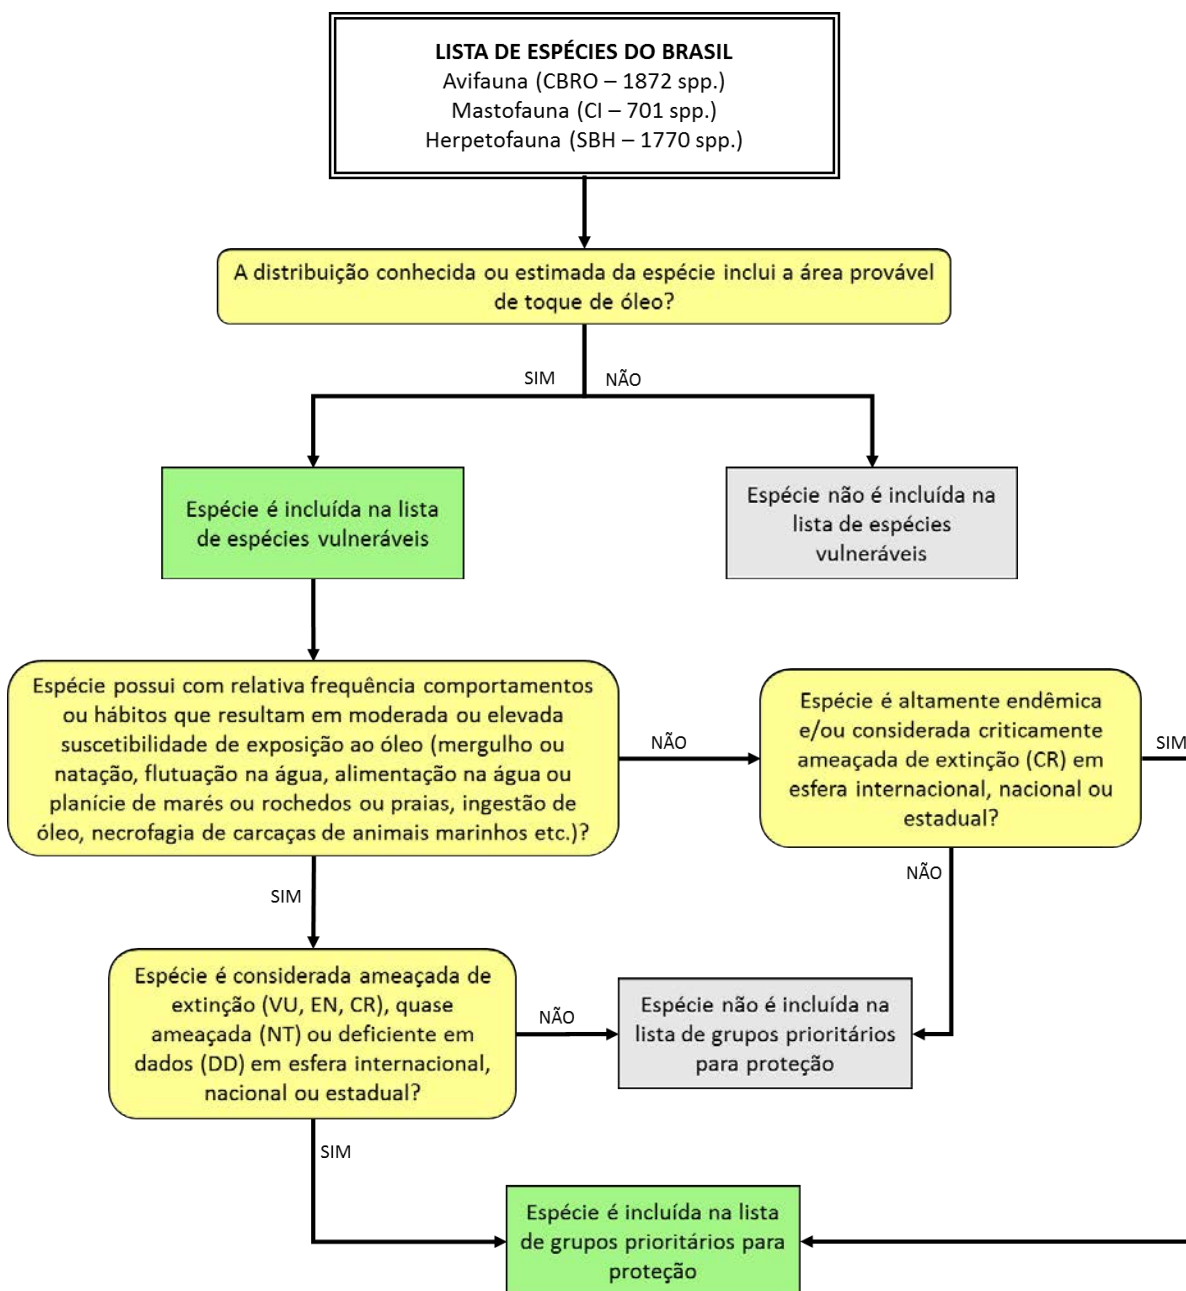 LISTA DE ESPÉCIES DO BRASIL
Avifauna (CBRO – 1872 spp.)
Mastofauna (CI – 701 spp.)
Herpetofauna (SBH – 1770 spp.)
A distribuição conhecida ou estimada da espécie inclui a área provável
de toque de óleo?
SIM
NÃO
Espécie é incluída na lista
de espécies vulneráveis
Espécie não é incluída na
lista de espécies
vulneráveis
Espécie possui com relativa frequência comportamentos
ou hábitos que resultam em moderada ou elevada
suscetibilidade de exposição ao óleo (mergulho ou
natação, flutuação na água, alimentação na água ou
planície de marés ou rochedos ou praias, ingestão de
óleo, necrofagia de carcaças de animais marinhos etc.)?
NÃO
Espécie é altamente endêmica
e/ou considerada criticamente
ameaçada de extinção (CR) em
esfera internacional, nacional ou
estadual?
SIM
NÃO
SIM
Espécie é considerada ameaçada de
extinção (VU, EN, CR), quase
ameaçada (NT) ou deficiente em
dados (DD) em esfera internacional,
nacional ou estadual?
NÃO
Espécie não é incluída na
lista de grupos prioritários
para proteção
SIM
Espécie é incluída na lista
de grupos prioritários para
proteção